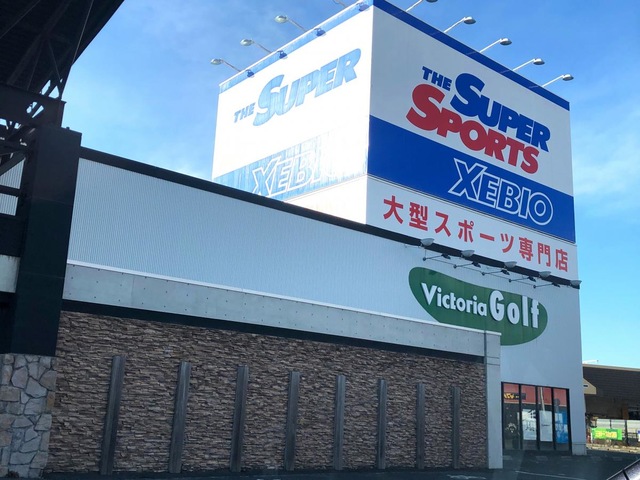 THE SUPER
XEBIO
THE SUPER
SPORTS
XEBIO
大型スポーツ専門店
Victoria Golf